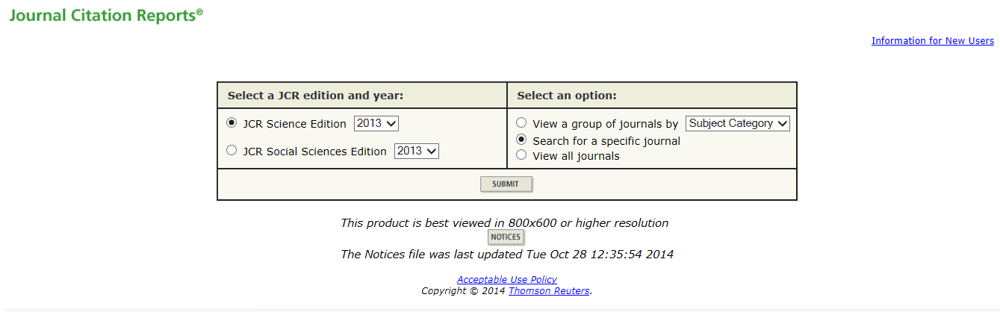 Journal Citation Reports®
Information for New Users
Select a JCR edition and year:
Select an option:
JCR Science Edition 2013
JCR Social Sciences Edition 2013
View a group of journals by Subject Category
Search for a specific journal
View all journals
SUBMIT
This product is best viewed in 800x600 or higher resolution
NOTICES
The Notices file was last updated Tue Oct 28 12:35:54 2014
Acceptable Use Policy
Copyright © 2014 Thomson Reuters.